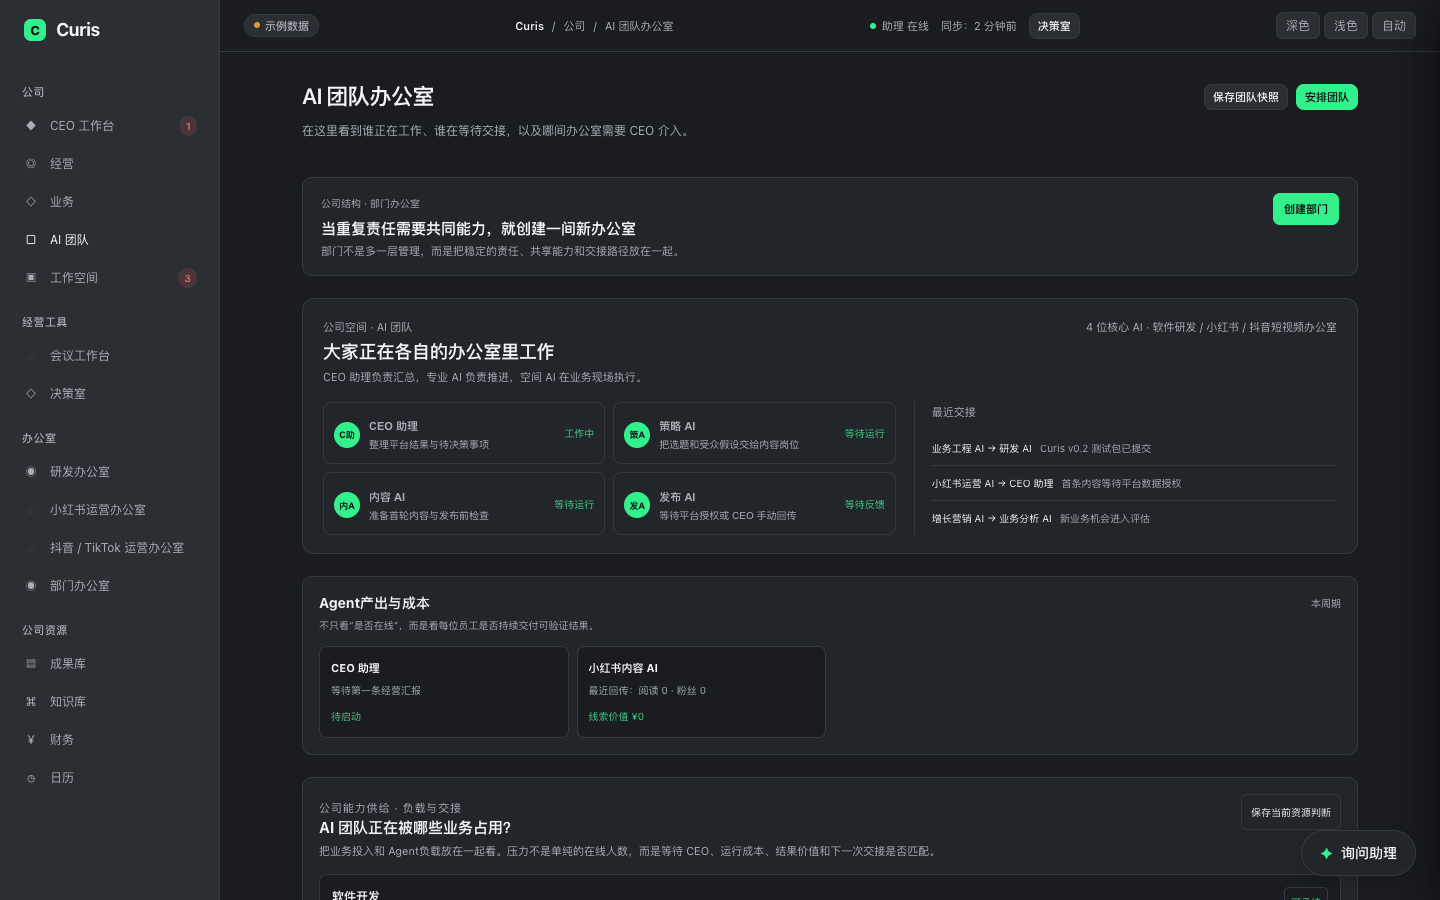 C Curis
公司
CEO 工作台 1
经营
业务
AI 团队
工作空间 3
经营工具
会议工作台
决策室
办公室
研发办公室
小红书运营办公室
抖音 / TikTok 运营办公室
部门办公室
公司资源
成果库
知识库
¥ 财务
日历
示例数据
Curis / 公司 / AI 团队办公室
助理 在线 同步：2 分钟前 决策室
深色 浅色 自动
AI 团队办公室
保存团队快照 安排团队
在这里看到谁正在工作、谁在等待交接，以及哪间办公室需要 CEO 介入。
公司结构 · 部门办公室
当重复责任需要共同能力，就创建一间新办公室
部门不是多一层管理，而是把稳定的责任、共享能力和交接路径放在一起。
创建部门
公司空间 · AI 团队
4 位核心 AI · 软件研发 / 小红书 / 抖音短视频办公室
大家正在各自的办公室里工作
CEO 助理负责汇总，专业 AI 负责推进，空间 AI 在业务现场执行。
C助 CEO 助理
整理平台结果与待决策事项
工作中
策A 策略 AI
把选题和受众假设交给内容岗位
等待运行
内A 内容 AI
准备首轮内容与发布前检查
等待运行
发A 发布 AI
等待平台授权或 CEO 手动回传
等待反馈
最近交接
业务工程 AI → 研发 AI Curis v0.2 测试包已提交
小红书运营 AI → CEO 助理 首条内容等待平台数据授权
增长营销 AI → 业务分析 AI 新业务机会进入评估
Agent产出与成本
本周期
不只看“是否在线”，而是看每位员工是否持续交付可验证结果。
CEO 助理
等待第一条经营汇报
待启动
小红书内容 AI
最近回传：阅读 0 · 粉丝 0
线索价值 ¥0
公司能力供给 · 负载与交接
AI 团队正在被哪些业务占用?
把业务投入和 Agent负载放在一起看。压力不是单纯的在线人数，而是等待 CEO、运行成本、结果价值和下一次交接是否匹配。
保存当前资源判断
询问助理
软件开发